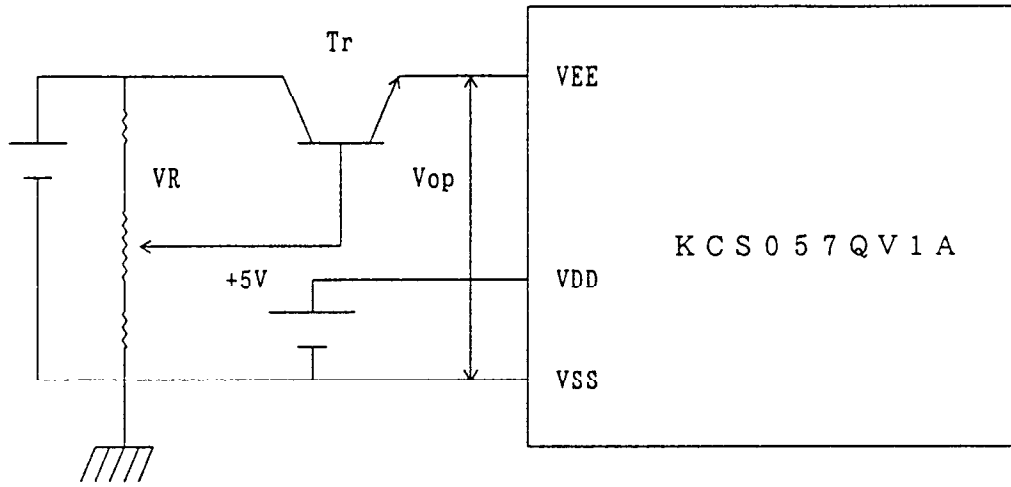 Tr
VEE
VR
Vop
KCS057QV1A
+5V
VDD
VSS